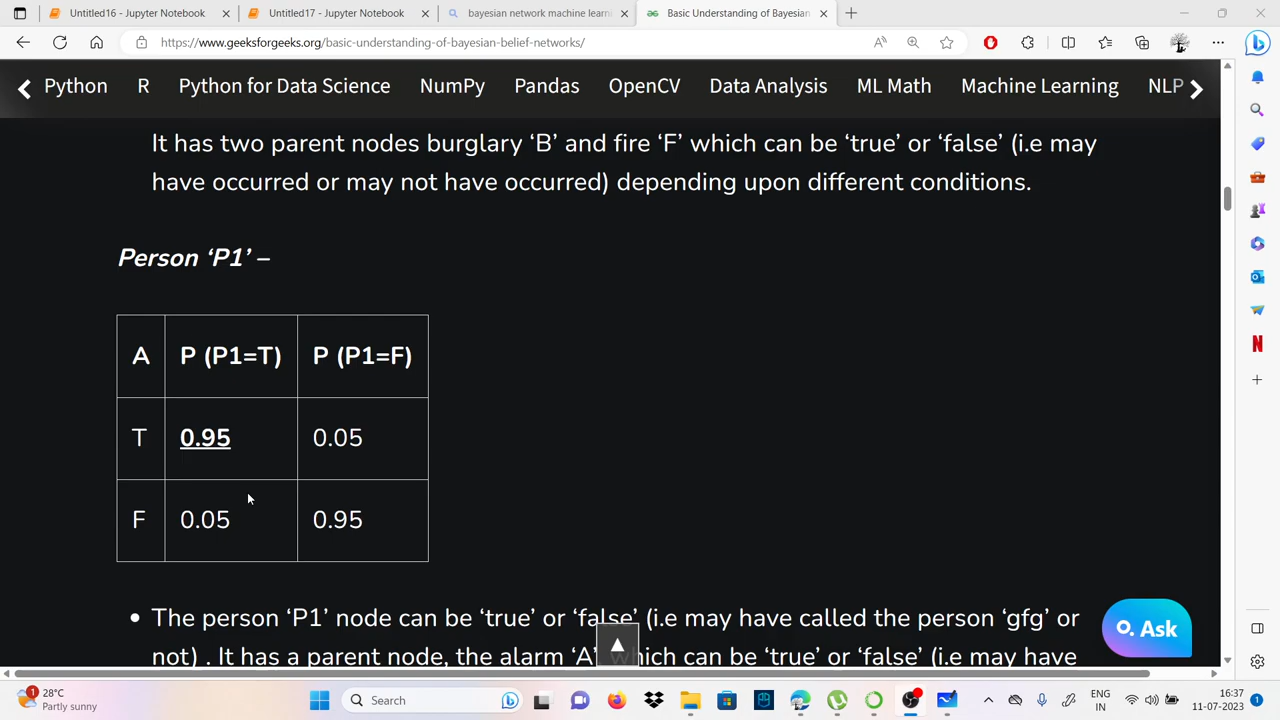 Untitled16 - Jupyter Notebook
Untitled17 - Jupyter Notebook
bayesian network machine learni
Basic Understanding of Bayesian
https://www.geeksforgeeks.org/basic-understanding-of-bayesian-belief-networks/
Python R Python for Data Science NumPy Pandas OpenCV Data Analysis ML Math Machine Learning NLP
It has two parent nodes burglary ‘B’ and fire ‘F’ which can be ‘true’ or ‘false’ (i.e may
have occurred or may not have occurred) depending upon different conditions.
Person ‘P1’ –
A P (P1=T) P (P1=F)
T 0.95 0.05
F 0.05 0.95
The person ‘P1’ node can be ‘true’ or ‘false’ (i.e may have called the person ‘gfg’ or
not) . It has a parent node, the alarm ‘A’ which can be ‘true’ or ‘false’ (i.e may have
Ask
1
28°C
Partly sunny
Search
ENG
IN
16:37
11-07-2023
1